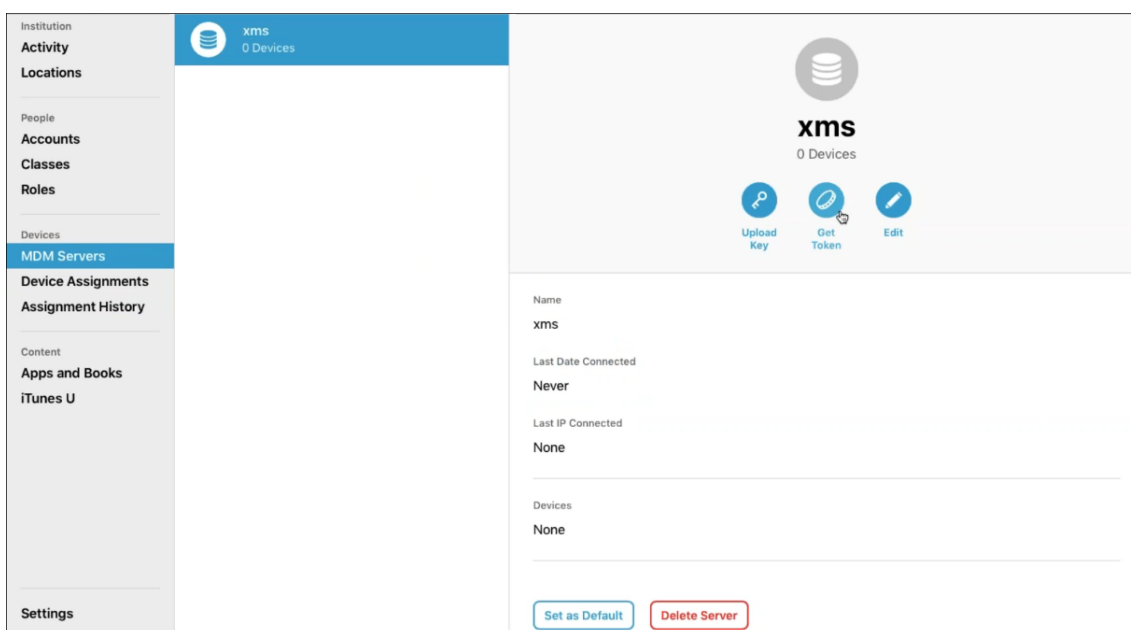 Institution
Activity
Locations
People
Accounts
Classes
Roles
Devices
MDM Servers
Device Assignments
Assignment History
Content
Apps and Books
iTunes U
Settings
xms
0 Devices
xms
0 Devices
Upload Key
Get Token
Edit
Name
xms
Last Date Connected
Never
Last IP Connected
None
Devices
None
Set as Default
Delete Server